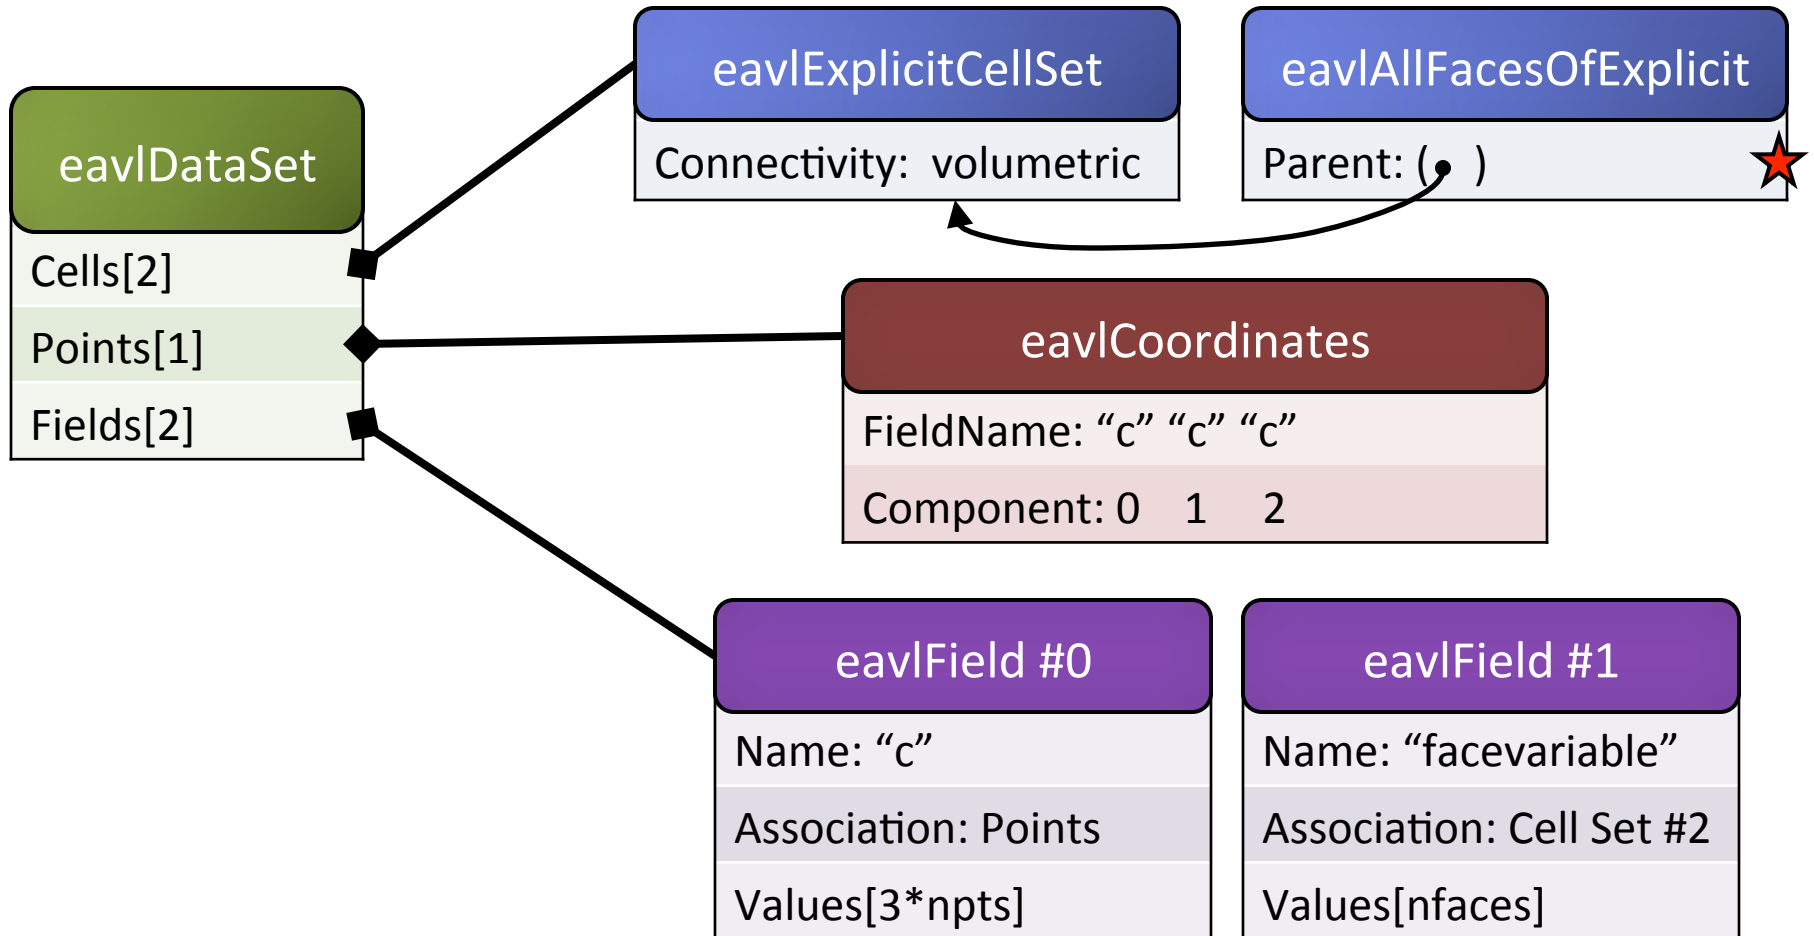 eavlDataSet
Cells[2]
Points[1]
Fields[2]
eavlExplicitCellSet
Connectivity: volumetric
eavlAllFacesOfExplicit
Parent: ( )
eavlCoordinates
FieldName: “c” “c” “c”
Component: 0 1 2
eavlField #0
Name: “c”
Association: Points
Values[3*npts]
eavlField #1
Name: “facevariable”
Association: Cell Set #2
Values[nfaces]